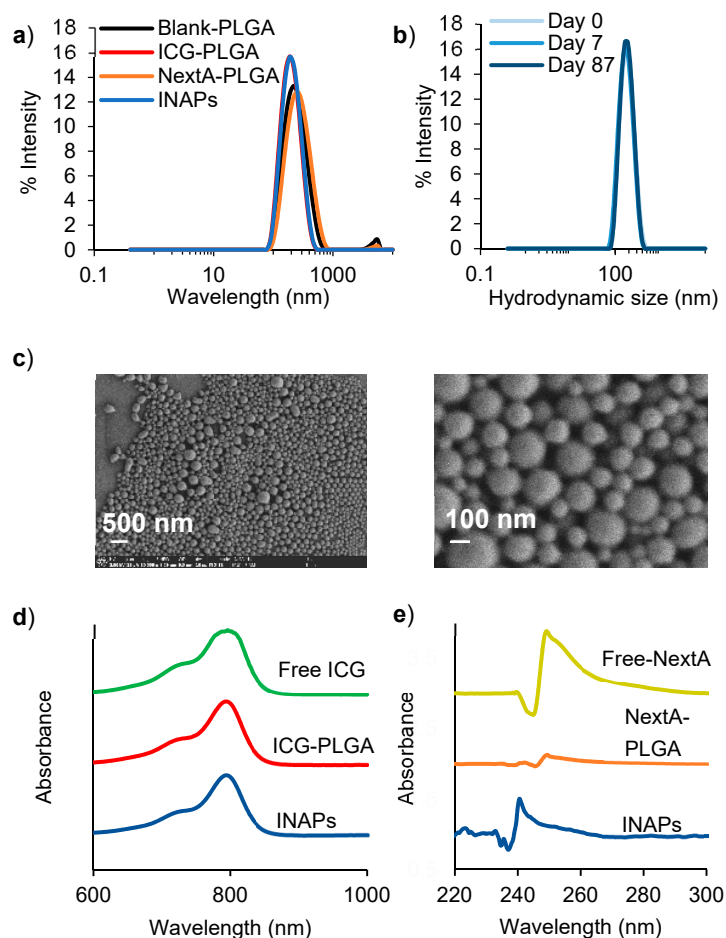 a)
18
16
14
12
10
8
6
4
2
0
% Intensity
Blank-PLGA
ICG-PLGA
NextA-PLGA
INAPs
0.1
10
1000
Wavelength (nm)
b)
18
16
14
12
10
8
6
4
2
0
% Intensity
Day 0
Day 7
Day 87
0.1
100
Hydrodynamic size (nm)
c)
500 nm
100 nm
d)
Absorbance
Free ICG
ICG-PLGA
INAPs
600
800
1000
Wavelength (nm)
e)
Absorbance
Free-NextA
NextA-
PLGA
INAPs
220
240
260
280
300
Wavelength (nm)